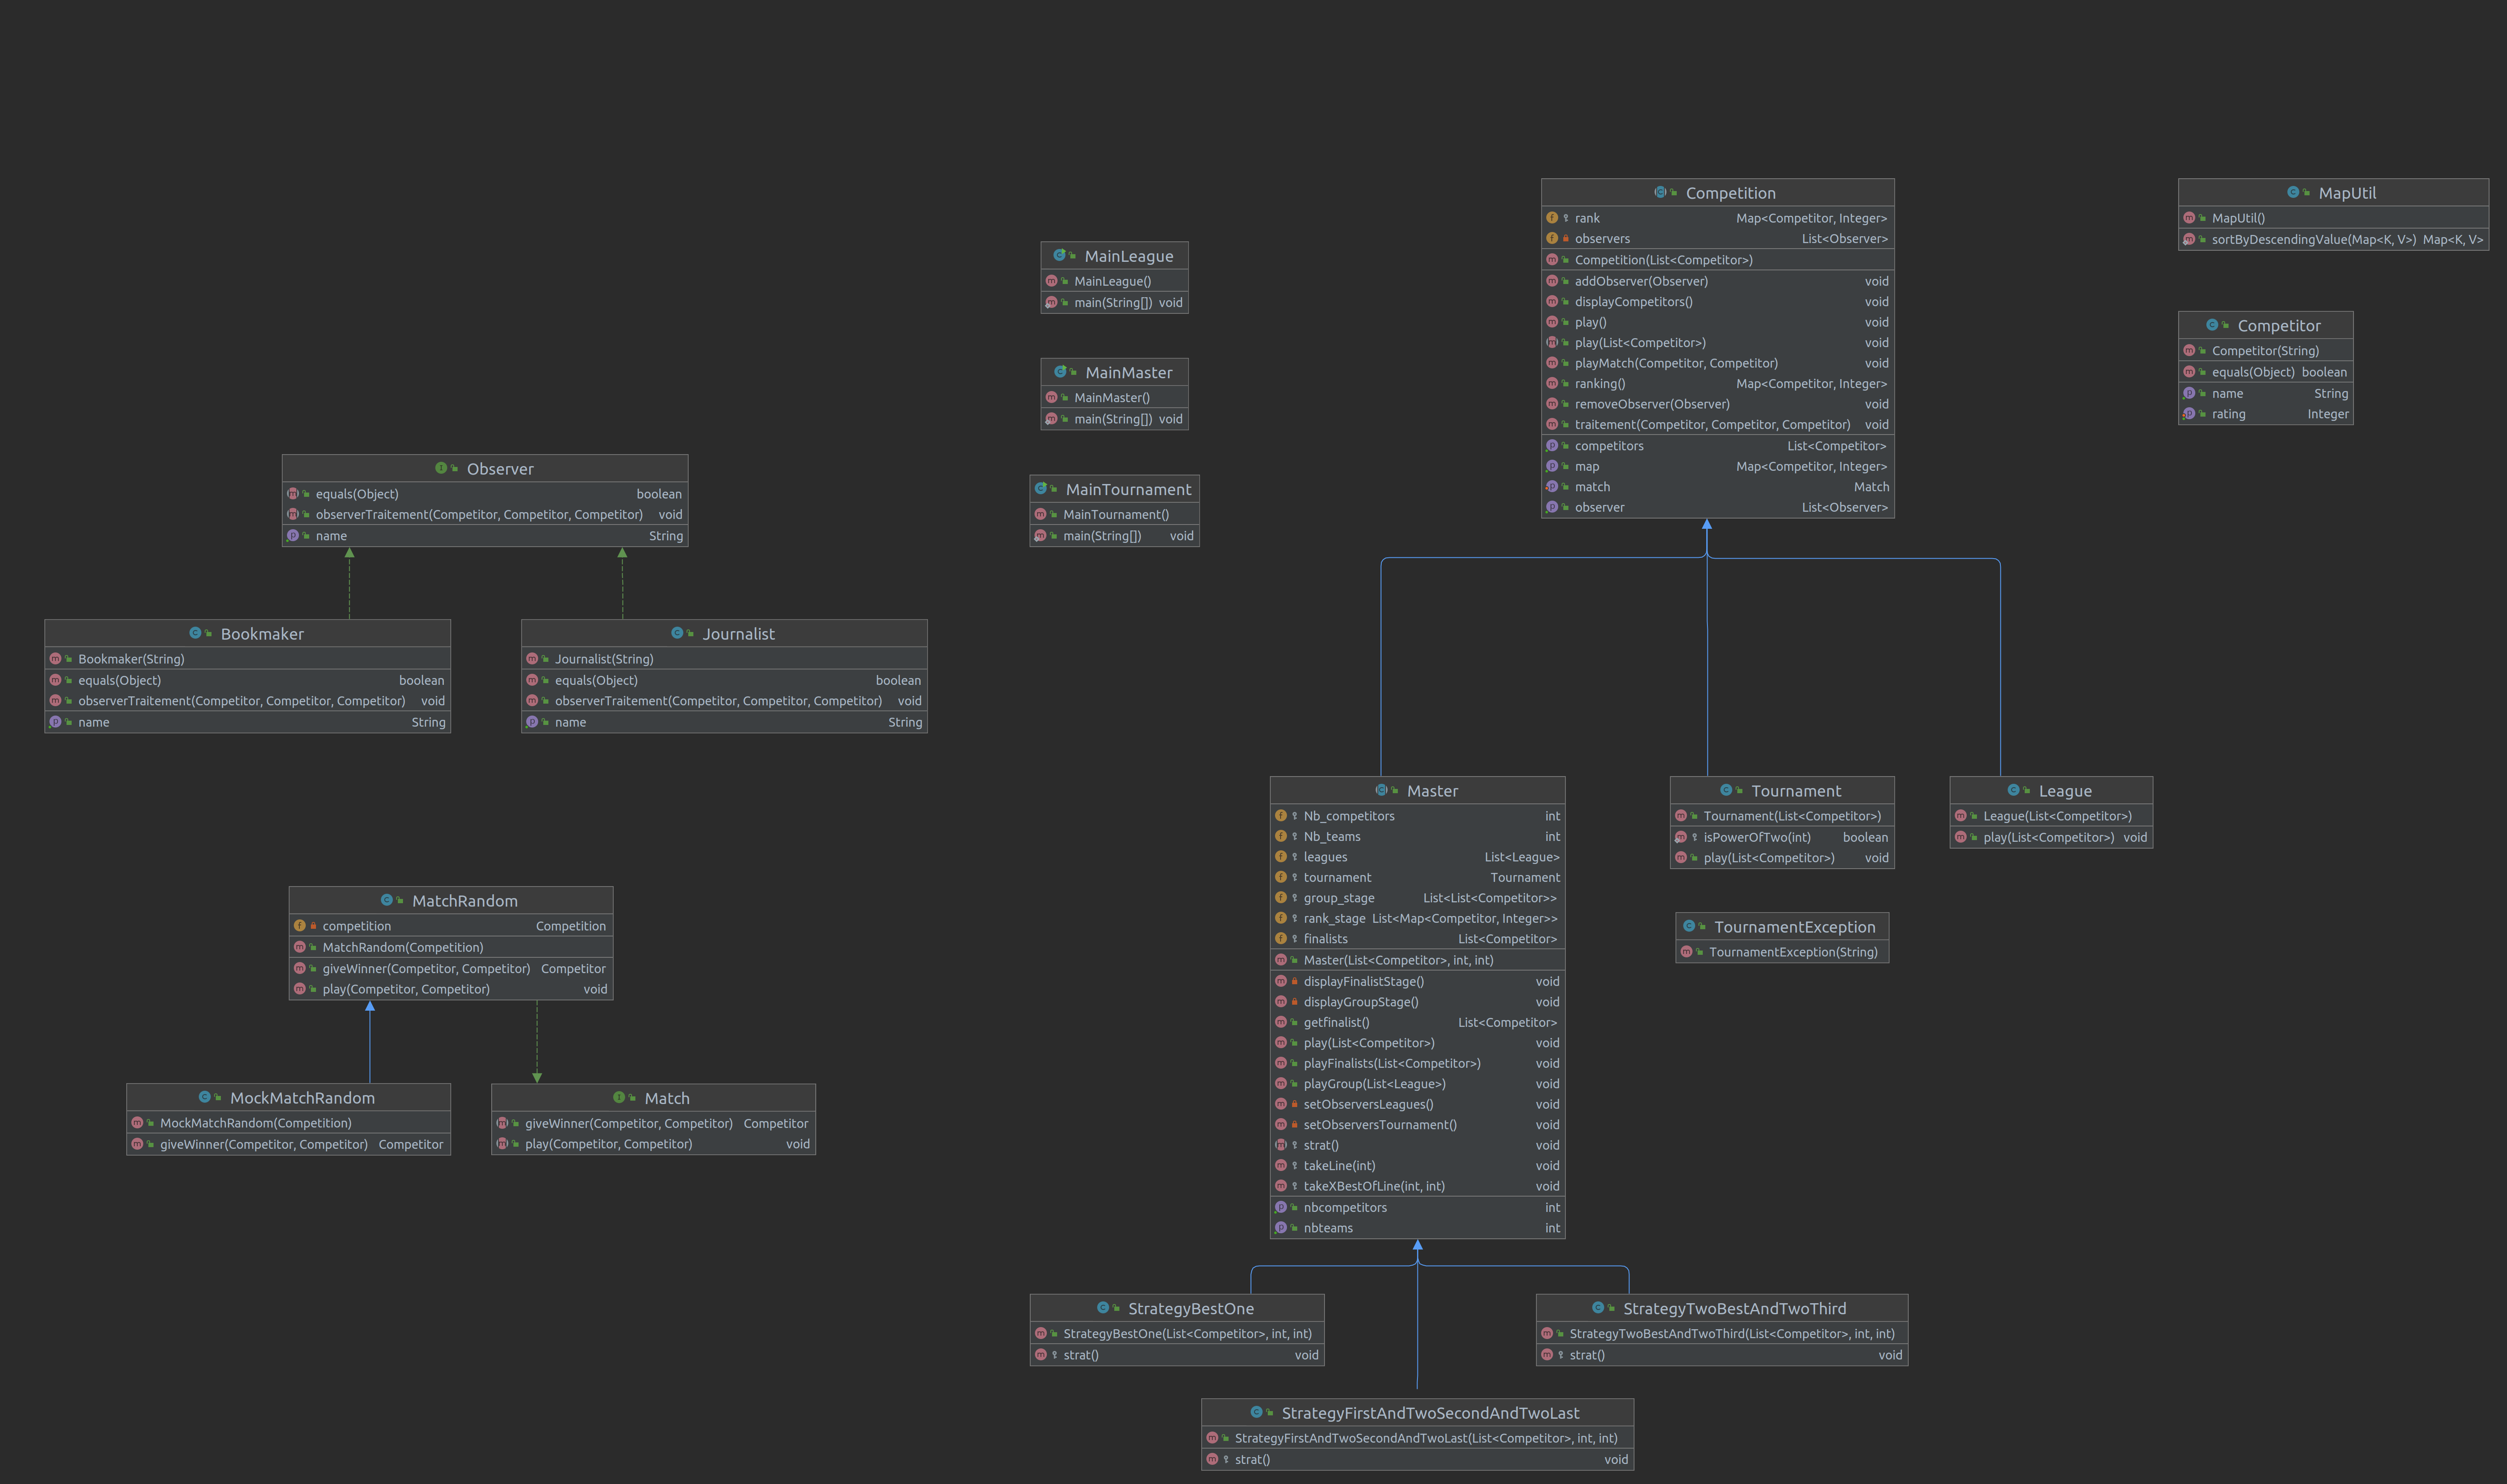 Competition
rank Map<Competitor, Integer>
observers List<Observer>
Competition(List<Competitor>)
addObserver(Observer) void
displayCompetitors() void
play() void
play(List<Competitor>) void
playMatch(Competitor, Competitor) void
ranking() Map<Competitor, Integer>
removeObserver(Observer) void
traitement(Competitor, Competitor, Competitor) void
competitors List<Competitor>
map Map<Competitor, Integer>
match Match
observer List<Observer>
MapUtil
MapUtil()
sortByDescendingValue(Map<K, V>) Map<K, V>
MainLeague
MainLeague()
main(String[]) void
Competitor
Competitor(String)
equals(Object) boolean
name String
rating Integer
MainMaster
MainMaster()
main(String[]) void
Observer
equals(Object) boolean
observerTraitement(Competitor, Competitor, Competitor) void
name String
MainTournament
MainTournament()
main(String[]) void
Bookmaker
Bookmaker(String)
equals(Object) boolean
observerTraitement(Competitor, Competitor, Competitor) void
name String
Journalist
Journalist(String)
equals(Object) boolean
observerTraitement(Competitor, Competitor, Competitor) void
name String
Master
Nb_competitors int
Nb_teams int
leagues List<League>
tournament Tournament
group_stage List<List<Competitor>>
rank_stage List<Map<Competitor, Integer>>
finalists List<Competitor>
Master(List<Competitor>, int, int)
displayFinalistStage() void
displayGroupStage() void
getfinalist() List<Competitor>
play(List<Competitor>) void
playFinalists(List<Competitor>) void
playGroup(List<League>) void
setObserversLeagues() void
setObserversTournament() void
strat() void
takeLine(int) void
takeXBestOfLine(int, int) void
nbcompetitors int
nbteams int
Tournament
Tournament(List<Competitor>)
isPowerOfTwo(int) boolean
play(List<Competitor>) void
League
League(List<Competitor>)
play(List<Competitor>) void
TournamentException
TournamentException(String)
MatchRandom
competition Competition
MatchRandom(Competition)
giveWinner(Competitor, Competitor) Competitor
play(Competitor, Competitor) void
MockMatchRandom
MockMatchRandom(Competition)
giveWinner(Competitor, Competitor) Competitor
Match
giveWinner(Competitor, Competitor) Competitor
play(Competitor, Competitor) void
StrategyBestOne
StrategyBestOne(List<Competitor>, int, int)
strat() void
StrategyTwoBestAndTwoThird
StrategyTwoBestAndTwoThird(List<Competitor>, int, int)
strat() void
StrategyFirstAndTwoSecondAndTwoLast
StrategyFirstAndTwoSecondAndTwoLast(List<Competitor>, int, int)
strat() void